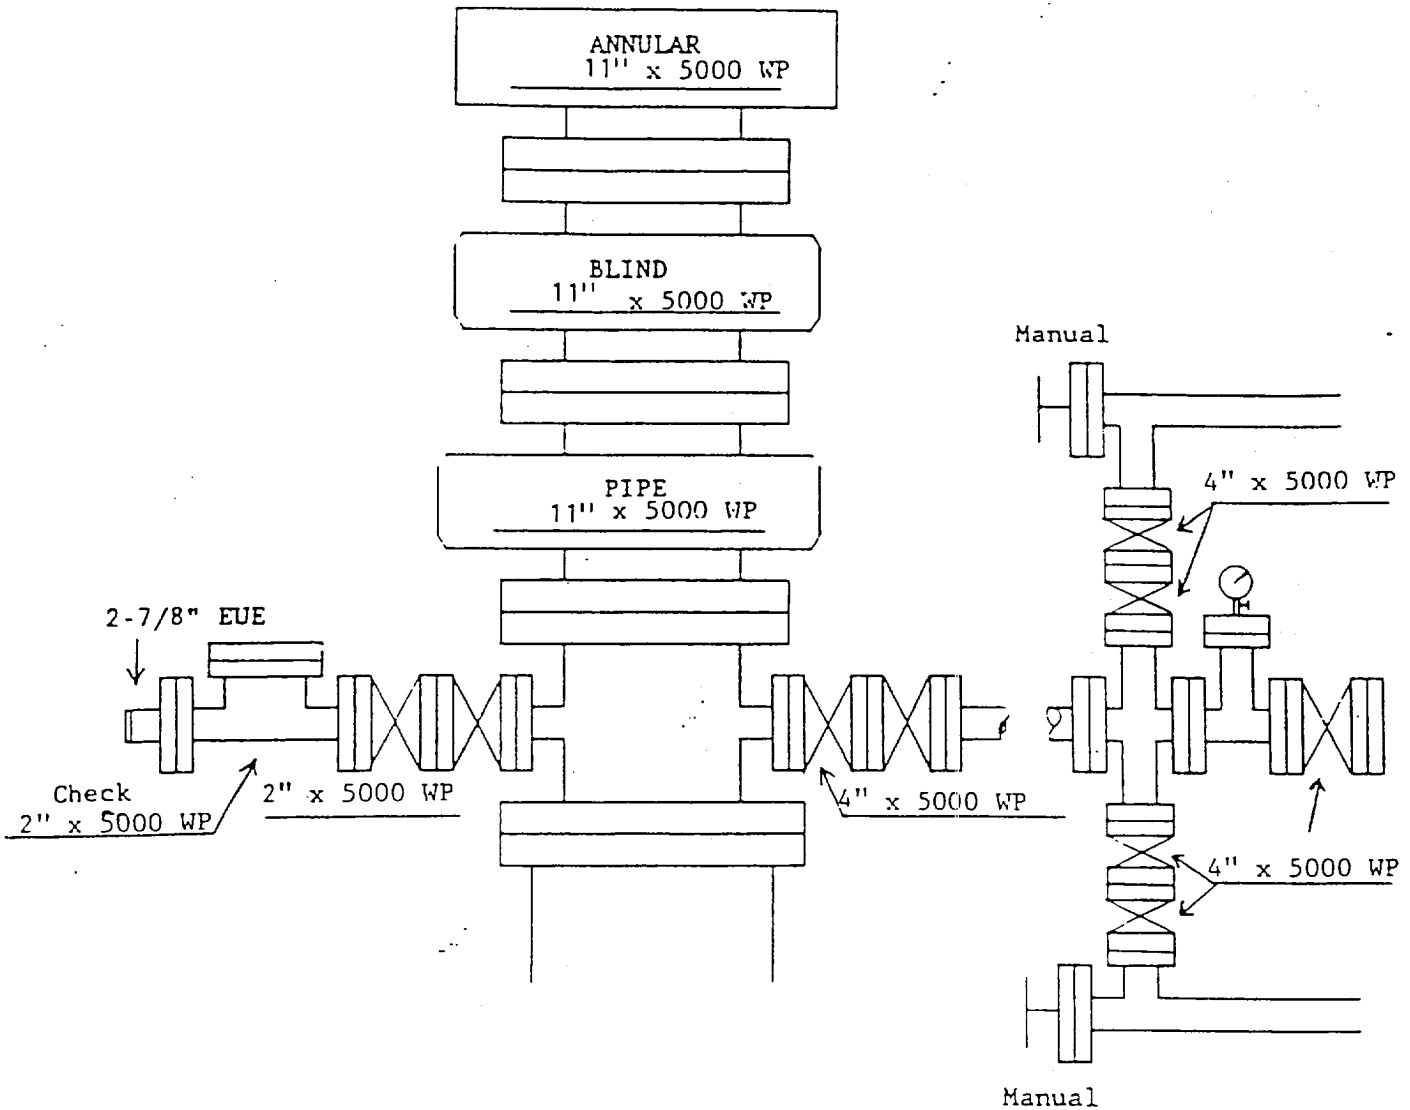 ANNULAR
11" x 5000 WP
BLIND
11" x 5000 WP
Manual
PIPE
11" x 5000 WP
4" x 5000 WP
2-7/8" EUE
Check
2" x 5000 WP
2" x 5000 WP
4" x 5000 WP
4" x 5000 WP
Manual